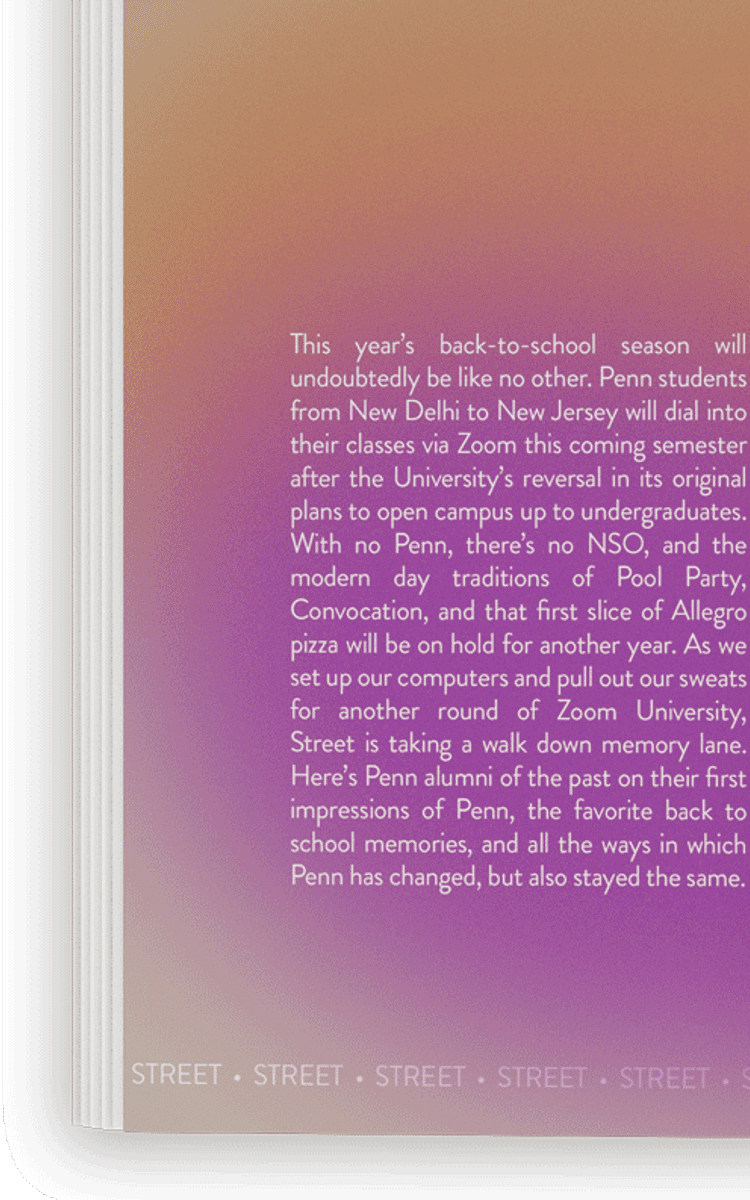 This year's back-to-school season will
undoubtedly be like no other. Penn students
from New Delhi to New Jersey will dial into
their classes via Zoom this coming semester
after the University's reversal in its original
plans to open campus up to undergraduates.
With no Penn, there's no NSO, and the
modern day traditions of Pool Party,
Convocation, and that first slice of Allegro
pizza will be on hold for another year. As we
set up our computers and pull out our sweats
for another round of Zoom University,
Street is taking a walk down memory lane.
Here's Penn alumni of the past on their first
impressions of Penn, the favorite back to
school memories, and all the ways in which
Penn has changed, but also stayed the same.
STREET • STREET • STREET • STREET • STREET • S